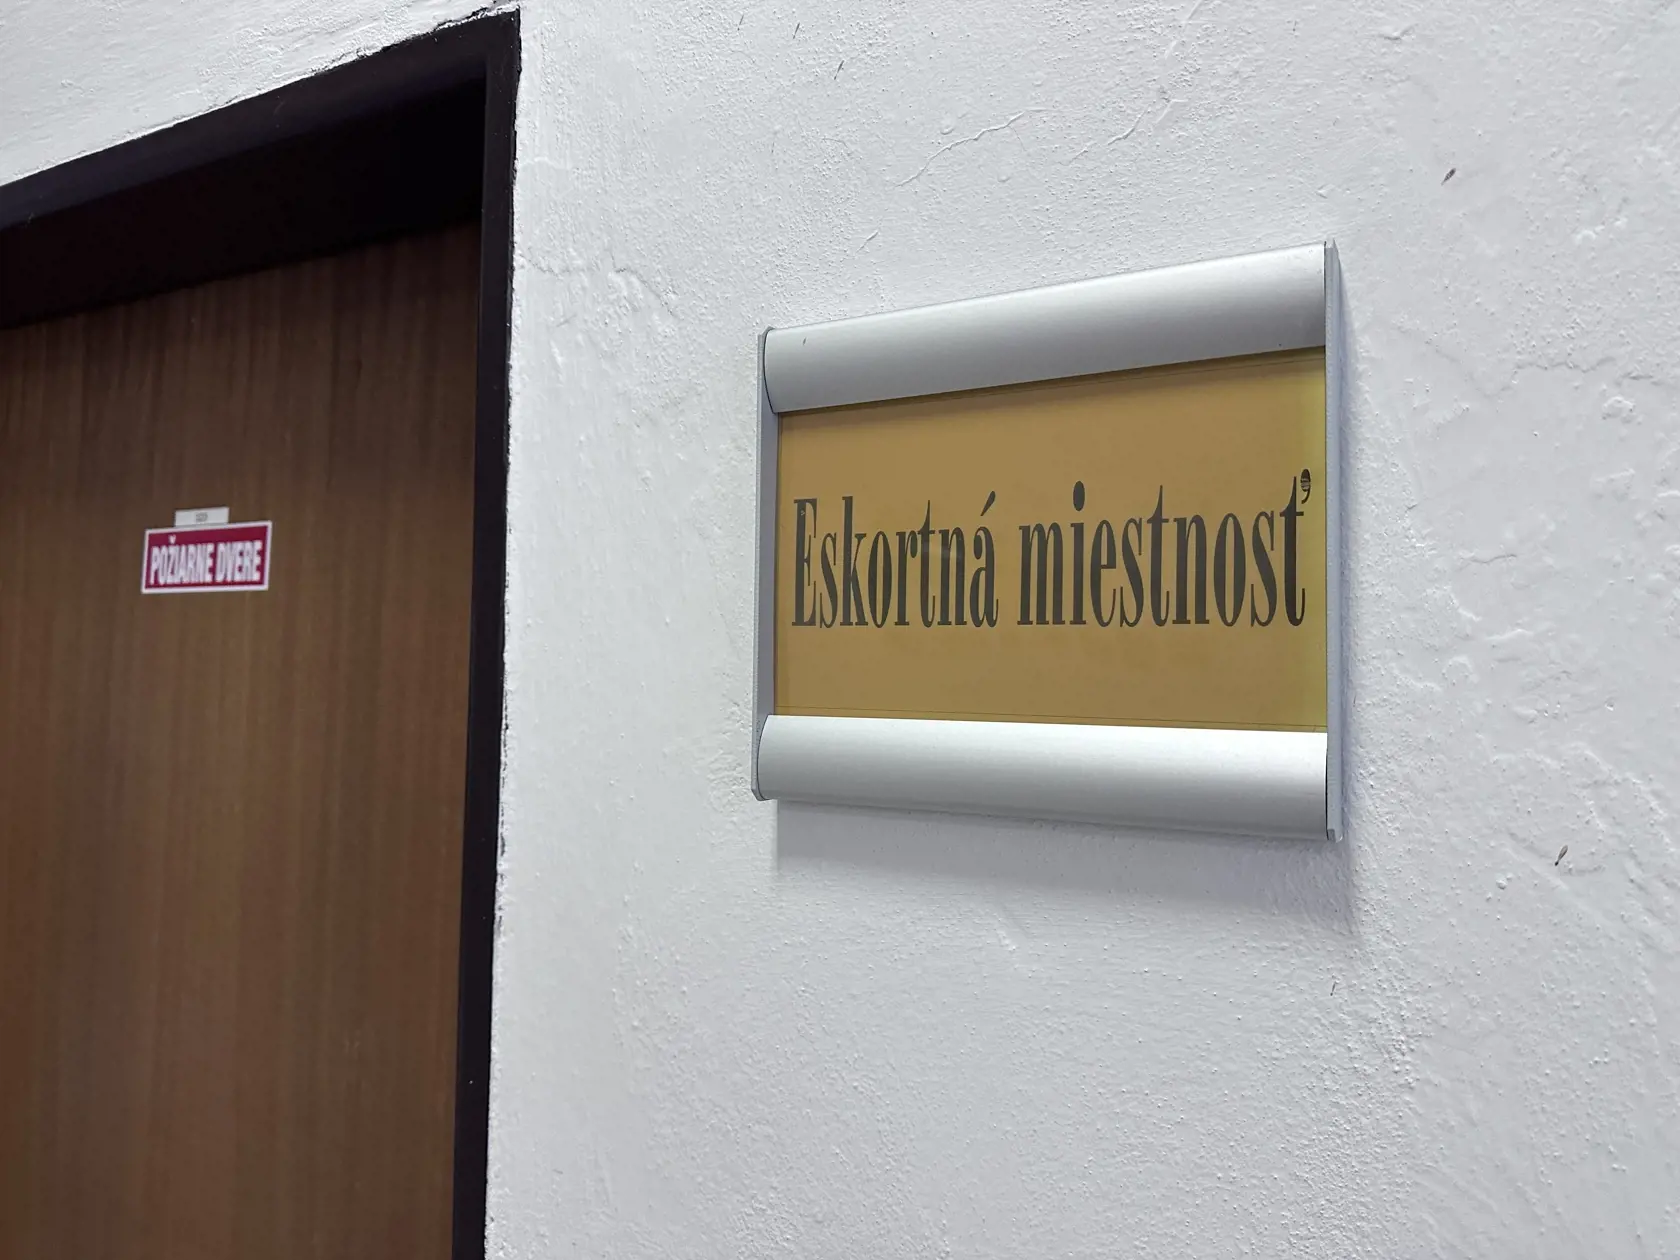 POŽIARNE DVERE
Eskortná miestnosť